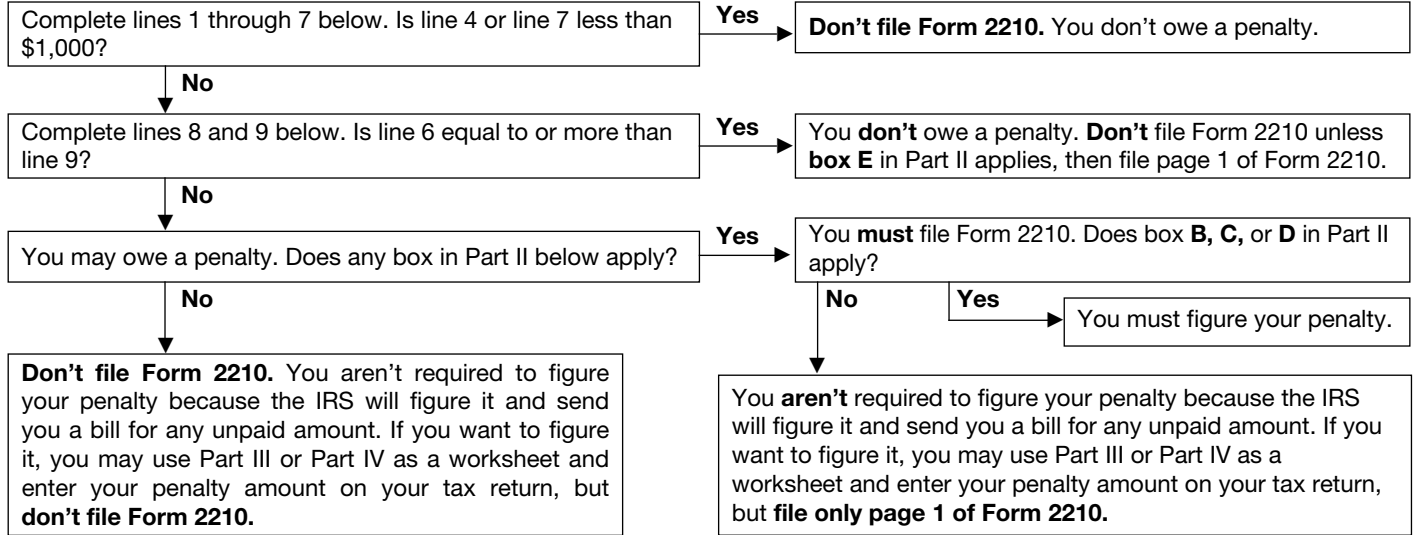 Complete lines 1 through 7 below. Is line 4 or line 7 less than
$1,000?
Yes
Don't file Form 2210. You don't owe a penalty.
No
Complete lines 8 and 9 below. Is line 6 equal to or more than
line 9?
Yes
You don't owe a penalty. Don't file Form 2210 unless
box E in Part II applies, then file page 1 of Form 2210.
No
You may owe a penalty. Does any box in Part II below apply?
Yes
You must file Form 2210. Does box B, C, or D in Part II
apply?
No
No
Yes
You must figure your penalty.
Don't file Form 2210. You aren't required to figure
your penalty because the IRS will figure it and send
you a bill for any unpaid amount. If you want to figure
it, you may use Part III or Part IV as a worksheet and
enter your penalty amount on your tax return, but
don't file Form 2210.
You aren't required to figure your penalty because the IRS
will figure it and send you a bill for any unpaid amount. If you
want to figure it, you may use Part III or Part IV as a
worksheet and enter your penalty amount on your tax return,
but file only page 1 of Form 2210.